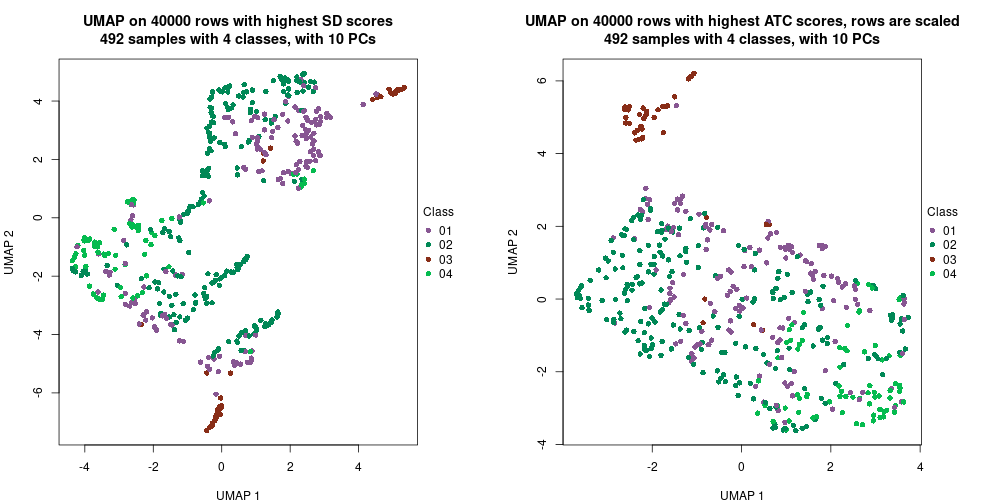 UMAP on 40000 rows with highest SD scores
492 samples with 4 classes, with 10 PCs
4
2
0
-2
-4
-6
UMAP 2
-4
-2
0
2
4
UMAP 1
Class
01
02
03
04
UMAP on 40000 rows with highest ATC scores, rows are scaled
492 samples with 4 classes, with 10 PCs
6
4
2
0
-2
-4
UMAP 2
-2
0
2
4
UMAP 1
Class
01
02
03
04